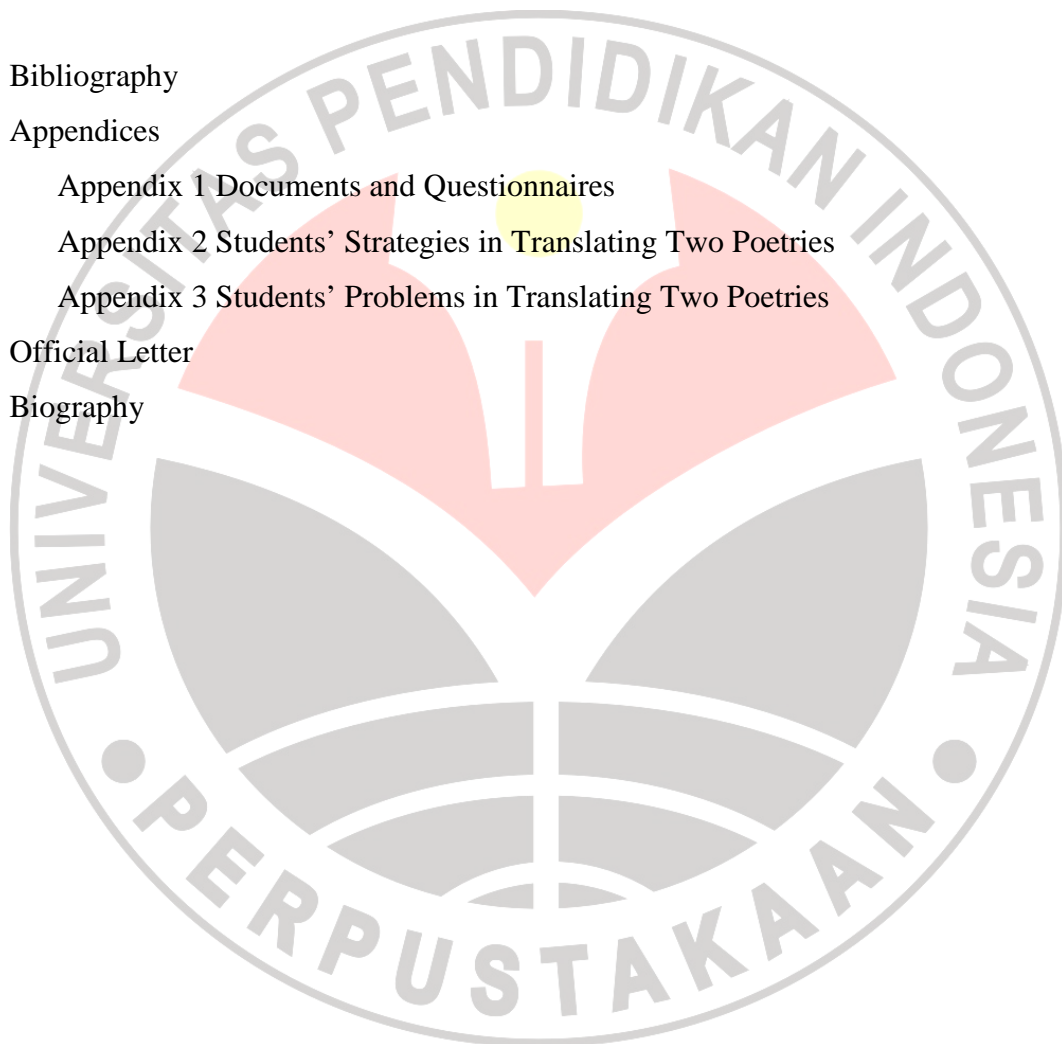 Bibliography
Appendices
Appendix 1 Documents and Questionnaires
Appendix 2 Students’ Strategies in Translating Two Poetries
Appendix 3 Students’ Problems in Translating Two Poetries
Official Letter
Biography
UNIVERSITAS PENDIDIKAN INDONESIA
PERPUSTAKAAN